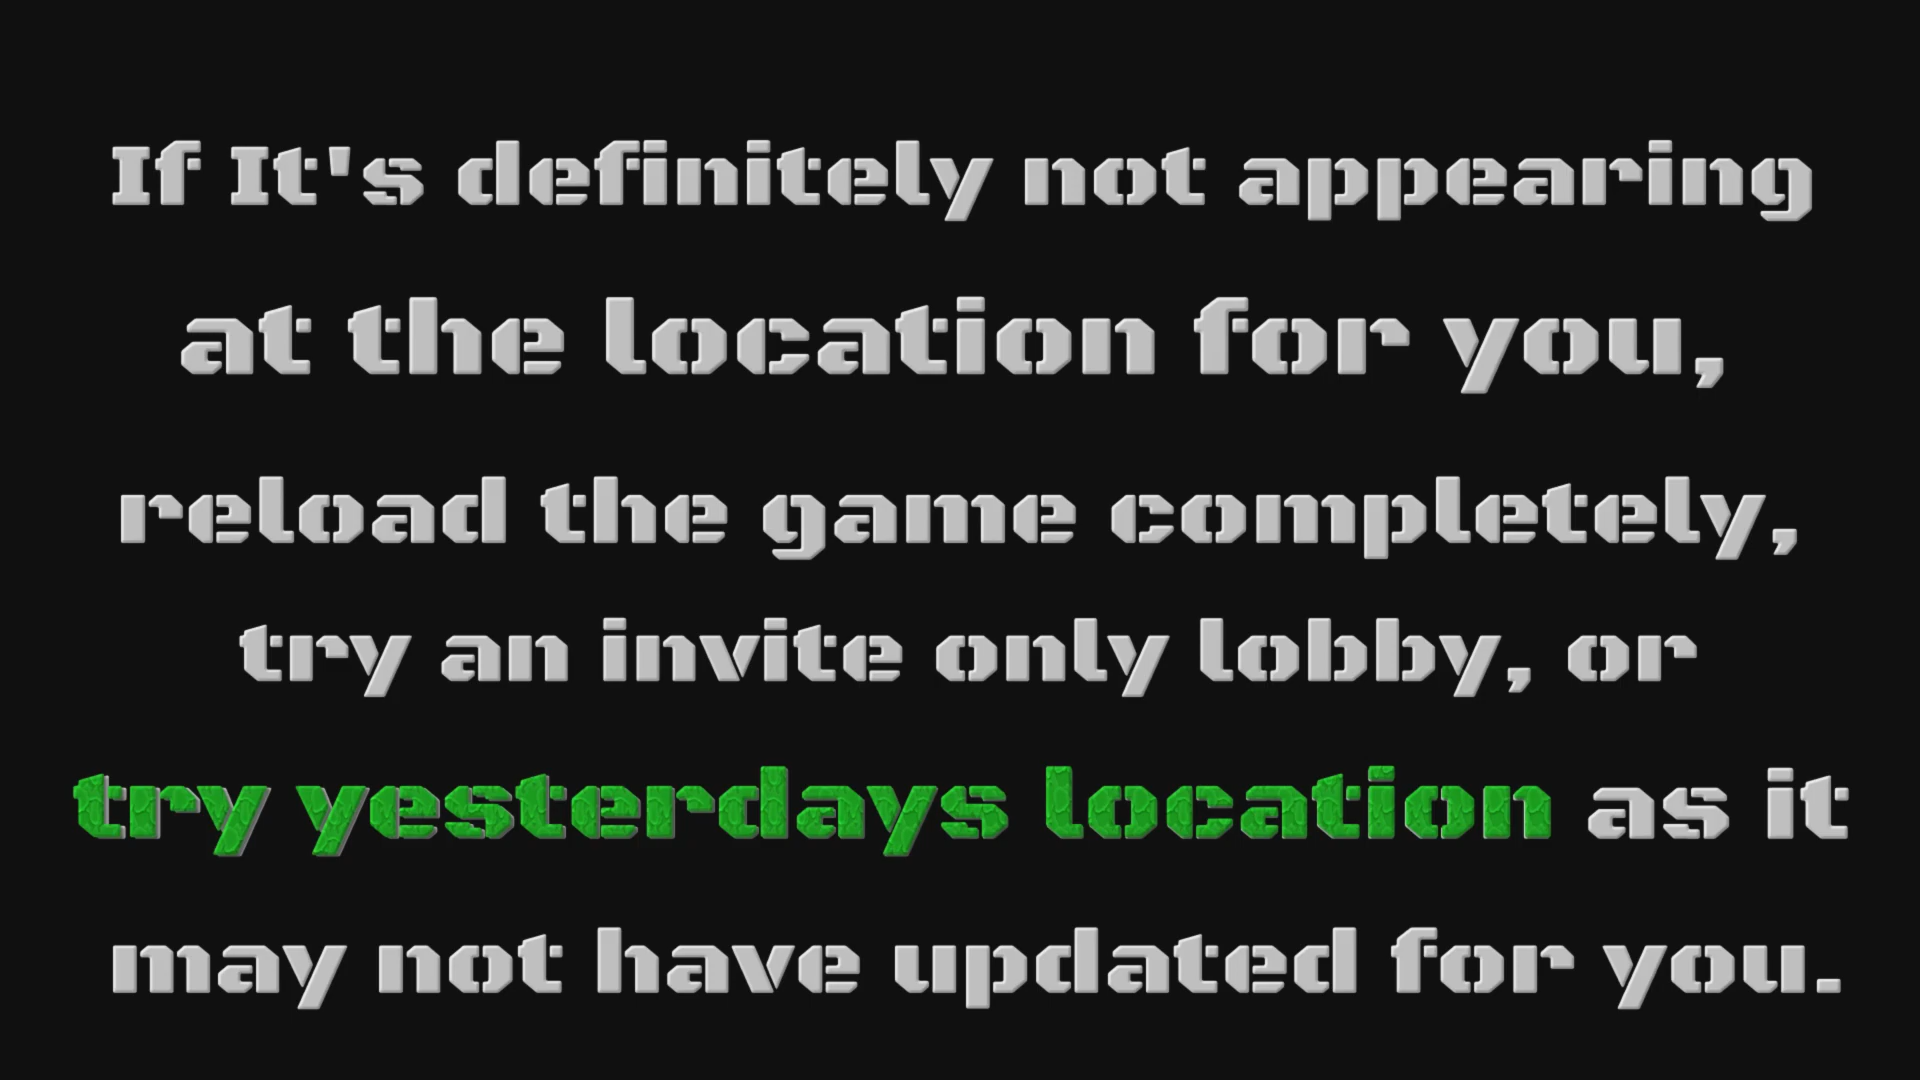 If It's definitely not appearing
at the location for you,
reload the game completely,
try an invite only lobby, or
try yesterdays location as it
may not have updated for you.